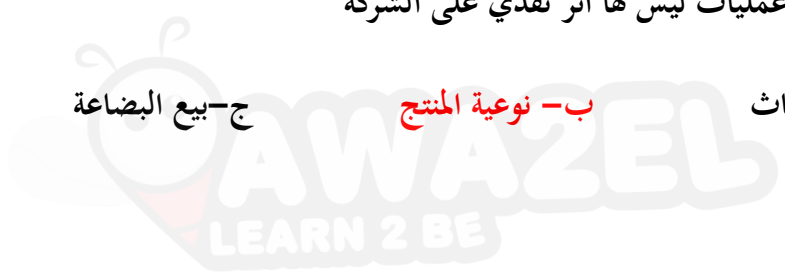 عمليات ليس لها أثر نقدي على الشركة
ب– نوعية المنتج ج–بيع البضاعة
AWA2EL
LEARN 2 BE